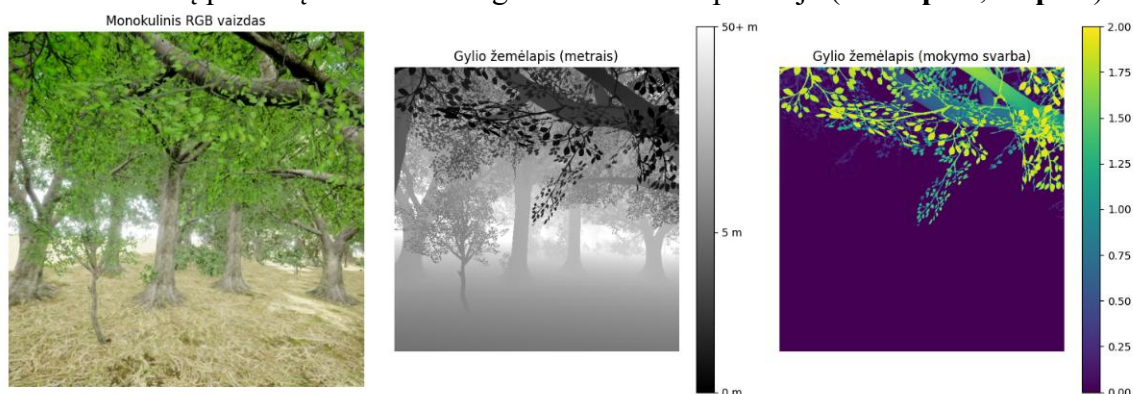 Monokulinis RGB vaizdas
Gylio žemėlapis (metrais)
50+ m
5 m
0 m
Gylio žemėlapis (mokymo svarba)
2.00
1.75
1.50
1.25
1.00
0.75
0.50
0.25
0.00